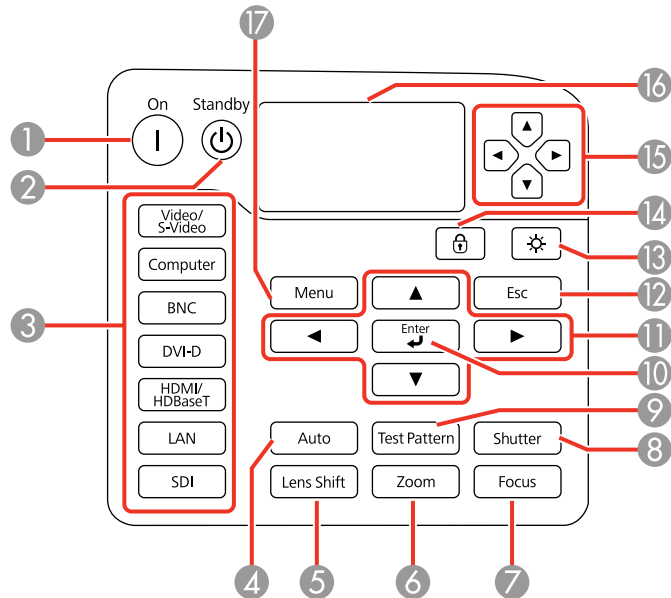 17
16
On Standby
1
15
2
14
Video/
S-Video
13
Computer
Menu
Esc
12
BNC
3
Enter
11
DVI-D
10
HDMI/
HDBaseT
9
LAN
Auto
Test Pattern
Shutter
8
SDI
Lens Shift
Zoom
Focus
4
5
6
7